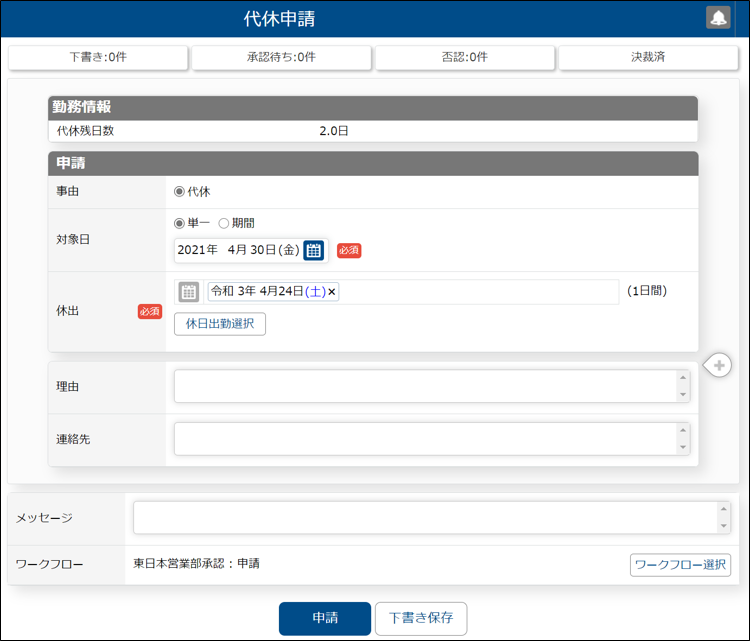 代休申請
下書き:0件 承認待ち:0件 否認:0件 決裁済
勤務情報
代休残日数 2.0日
申請
事由 代休
対象日 単一 期間
2021年 4月 30日(金) 必須
休出 必須 令和 3年 4月24日(土)× (1日間)
休日出勤選択
理由
連絡先
メッセージ
ワークフロー 東日本営業部承認：申請 ワークフロー選択
申請 下書き保存